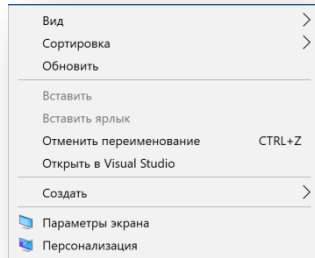 Вид
Сортировка
Обновить
Вставить
Вставить ярлык
Отменить переименование CTRL+Z
Открыть в Visual Studio
Создать
Параметры экрана
Персонализация